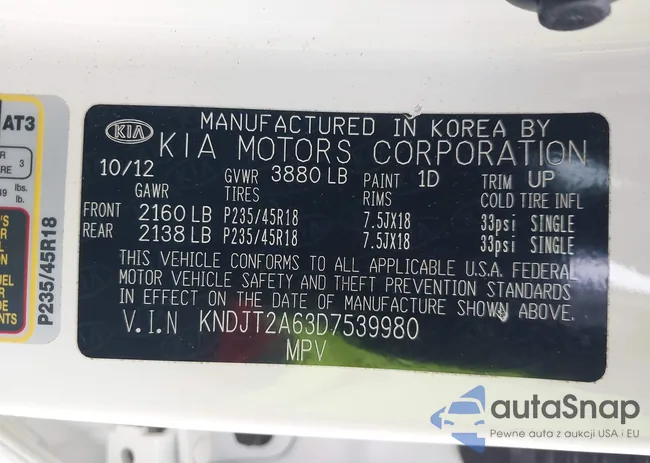 AT3
3
lbs.
lbs.
P235/45R18
KIA
MANUFACTURED IN KOREA BY
KIA MOTORS CORPORATION
10/12 GVWR 3880 LB PAINT 1D TRIM UP
GAWR TIRES RIMS COLD TIRE INFL
FRONT 2160 LB P235/45R18 7.5JX18 33psi SINGLE
REAR 2138 LB P235/45R18 7.5JX18 33psi SINGLE
THIS VEHICLE CONFORMS TO ALL APPLICABLE U.S.A. FEDERAL
MOTOR VEHICLE SAFETY AND THEFT PREVENTION STANDARDS
IN EFFECT ON THE DATE OF MANUFACTURE SHOWN ABOVE.
V.I.N KNDJT2A63D7539980
MPV
autaSnap
Pewne auta z aukcji USA i EU